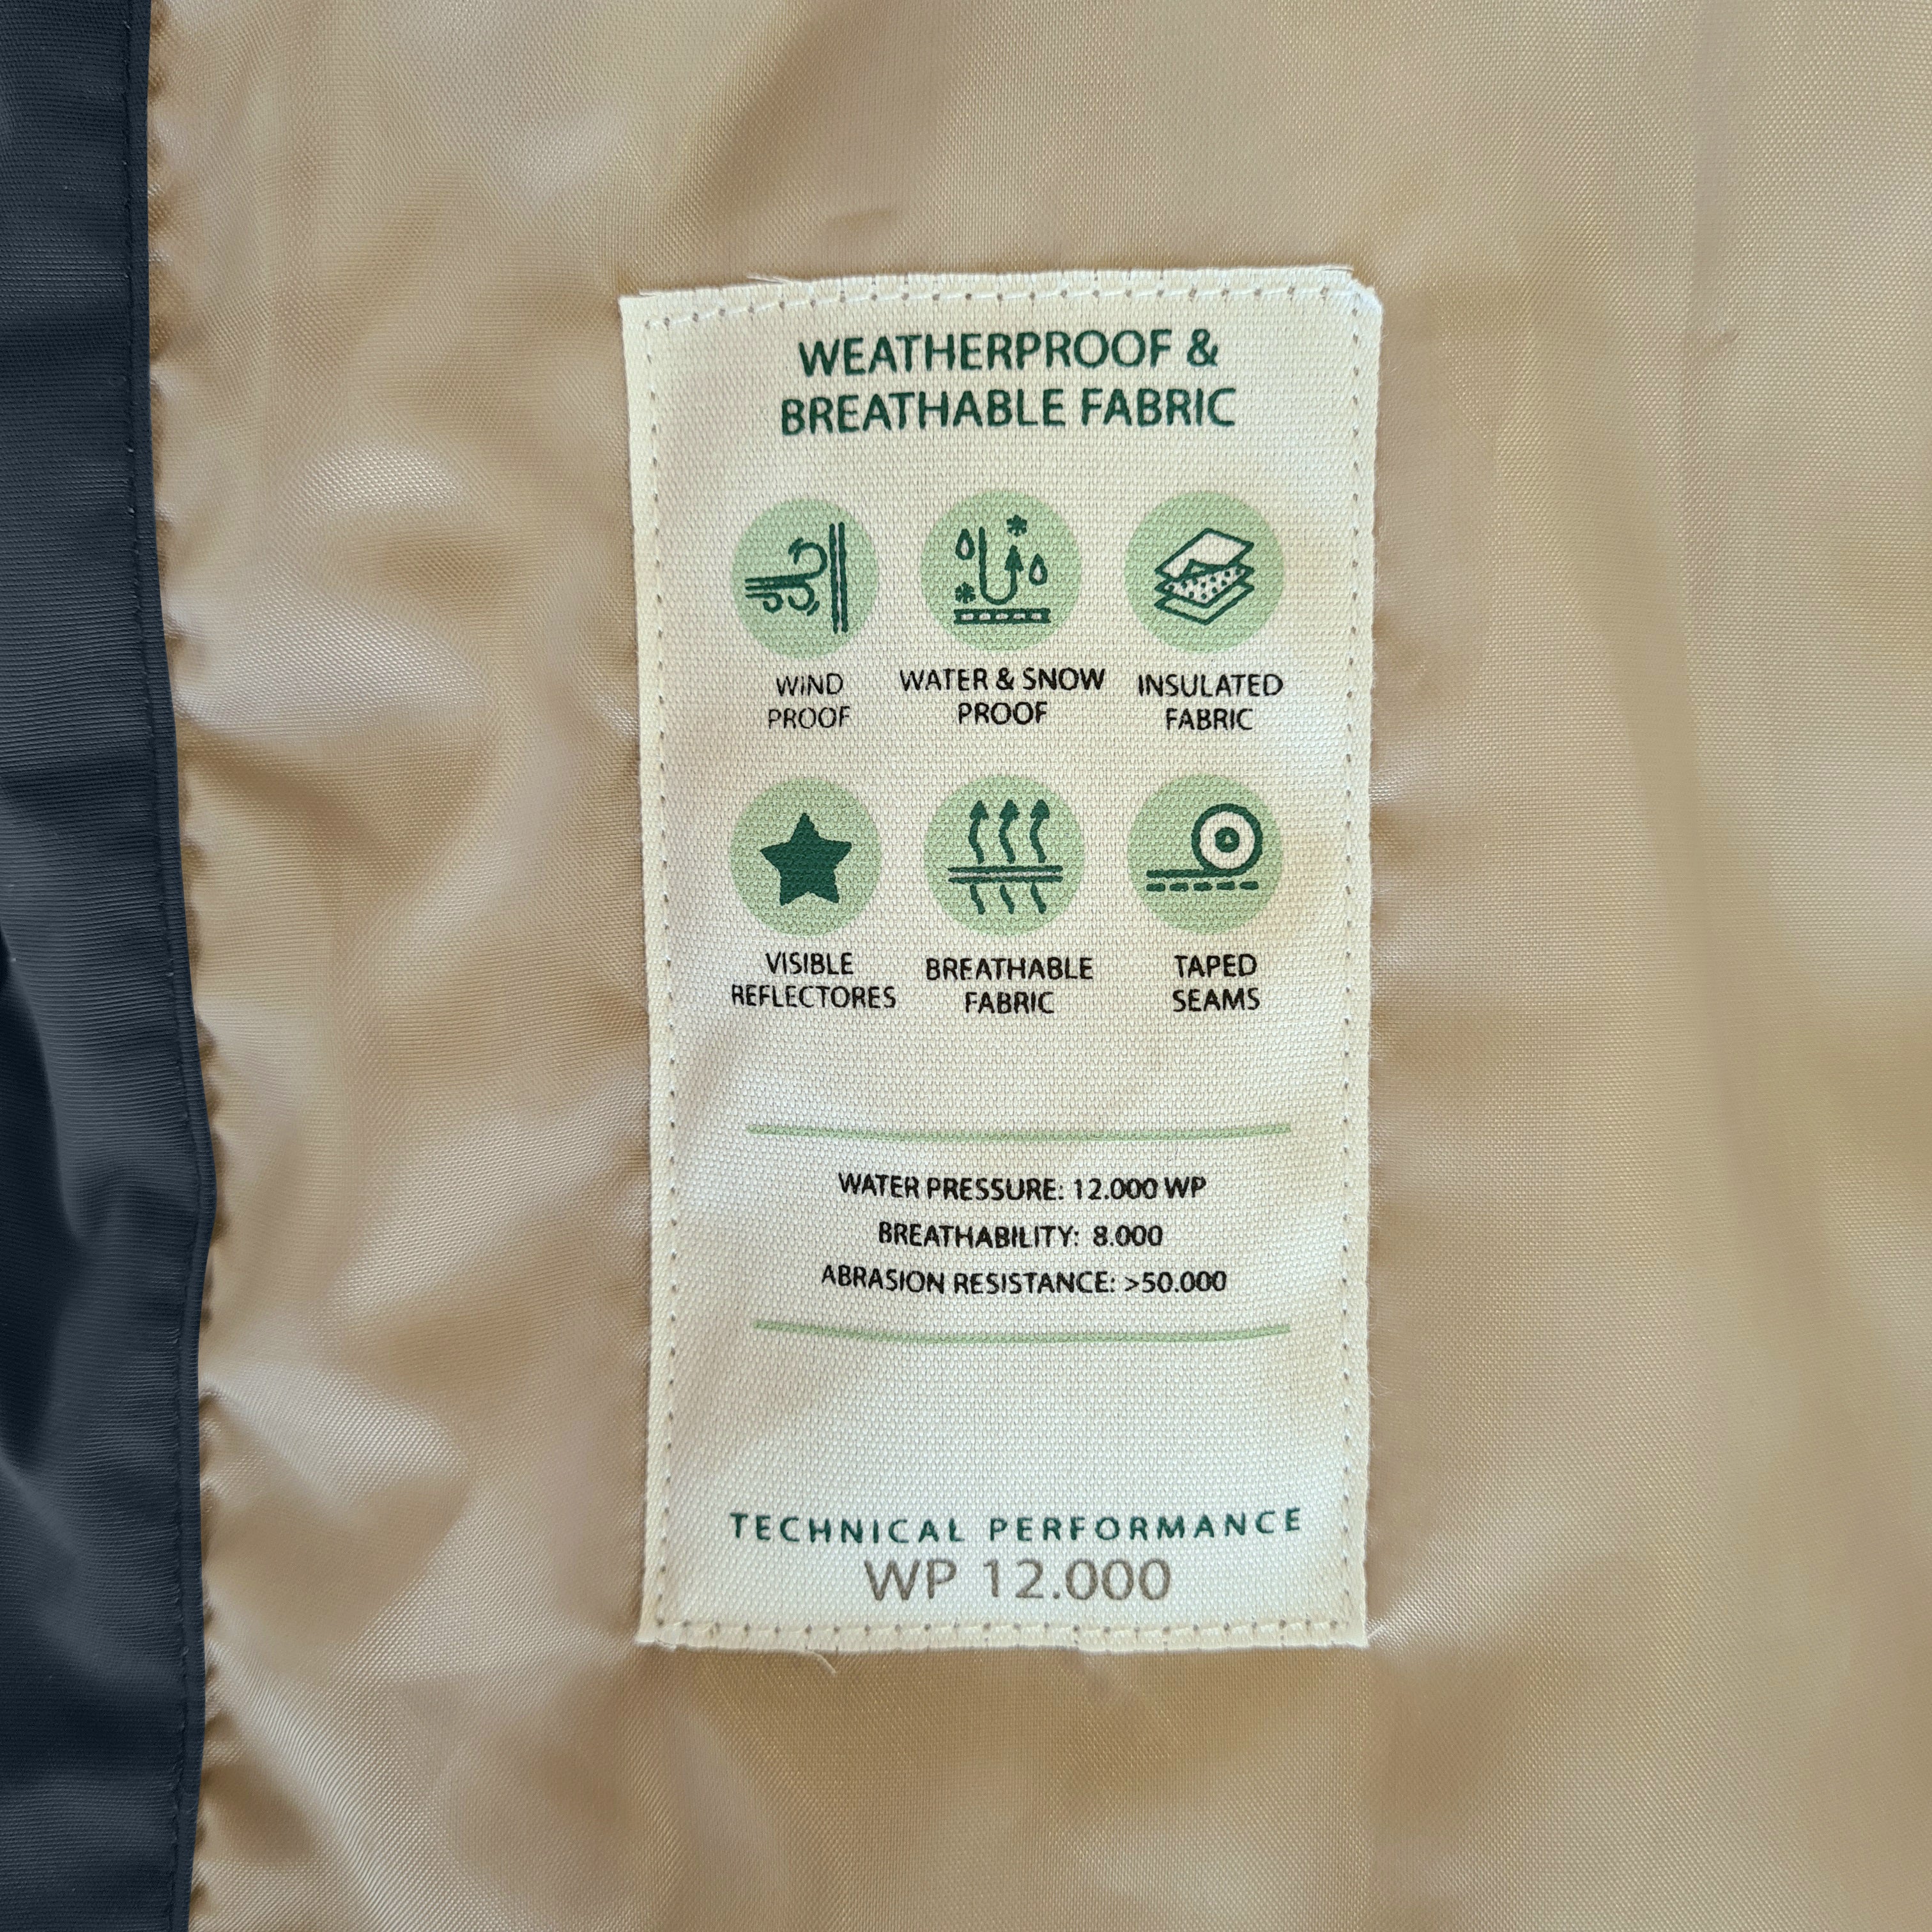 WEATHERPROOF &
BREATHABLE FABRIC
WIND
PROOF
WATER & SNOW
PROOF
INSULATED
FABRIC
VISIBLE
REFLECTORES
BREATHABLE
FABRIC
TAPED
SEAMS
WATER PRESSURE: 12.000 WP
BREATHABILITY: 8.000
ABRASION RESISTANCE: >50.000
TECHNICAL PERFORMANCE
WP 12.000